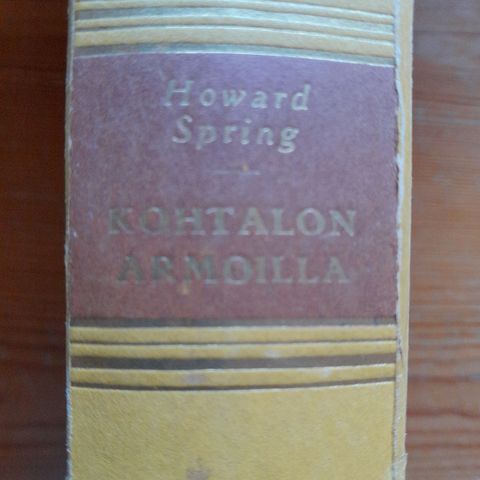 Howard
Spring
KOHTALON
ARMOILLA